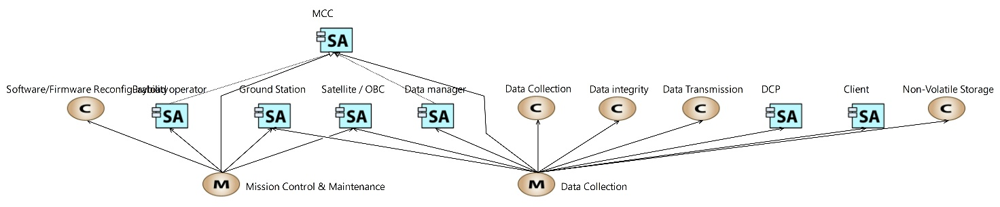 MCC
SA
Software/Firmware Reconfigurability
Payload operator
Ground Station
Satellite / OBC
Data manager
Data Collection
Data integrity
Data Transmission
DCP
Client
Non-Volatile Storage
C
SA
SA
SA
SA
C
C
C
SA
SA
C
M
Mission Control & Maintenance
M
Data Collection